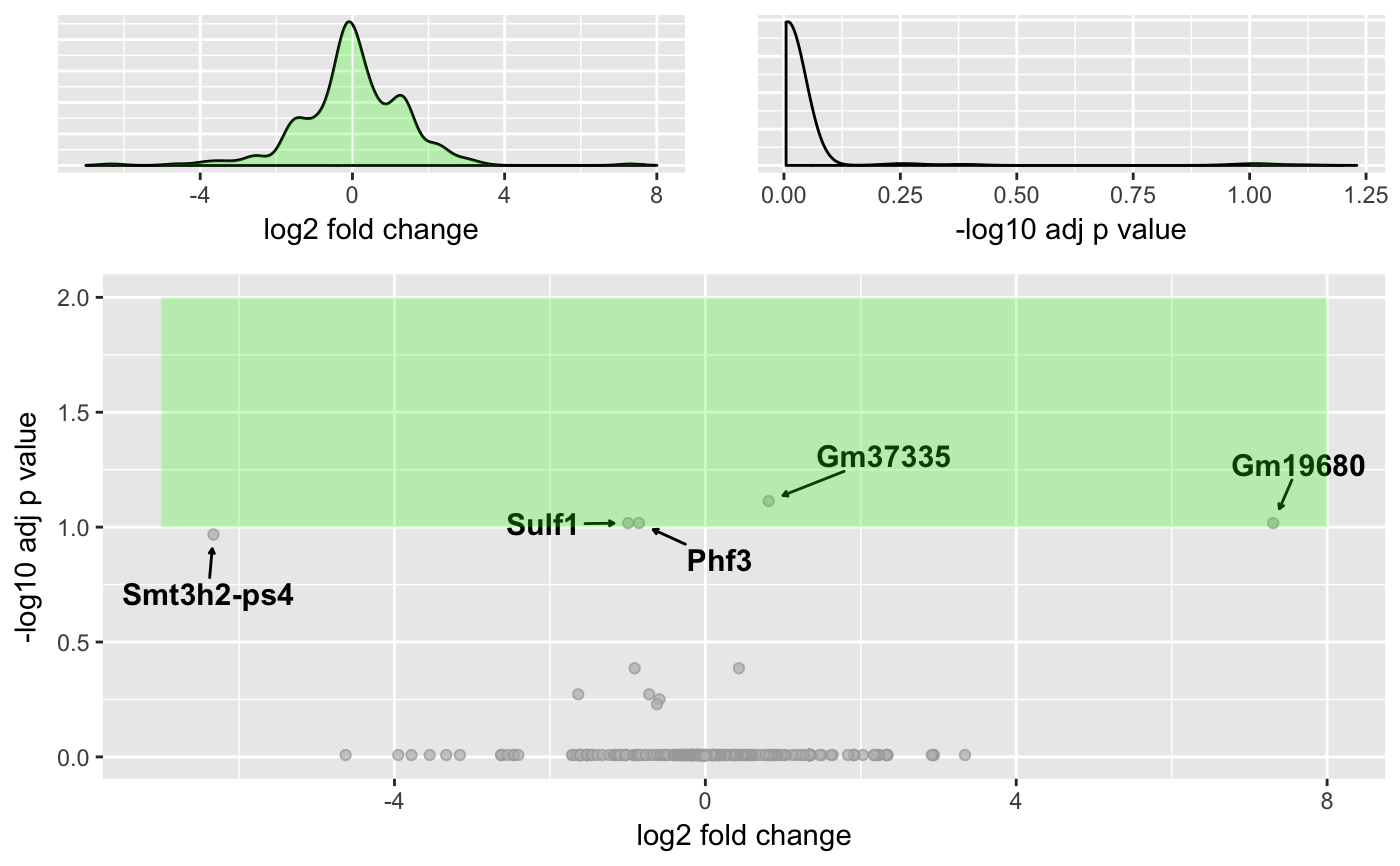 -4 0 4 8
log2 fold change
0.00 0.25 0.50 0.75 1.00 1.25
-log10 adj p value
2.0
1.5
1.0
0.5
0.0
-log10 adj p value
Gm37335
Gm19680
Sulf1
Phf3
Smt3h2-ps4
-4 0 4 8
log2 fold change